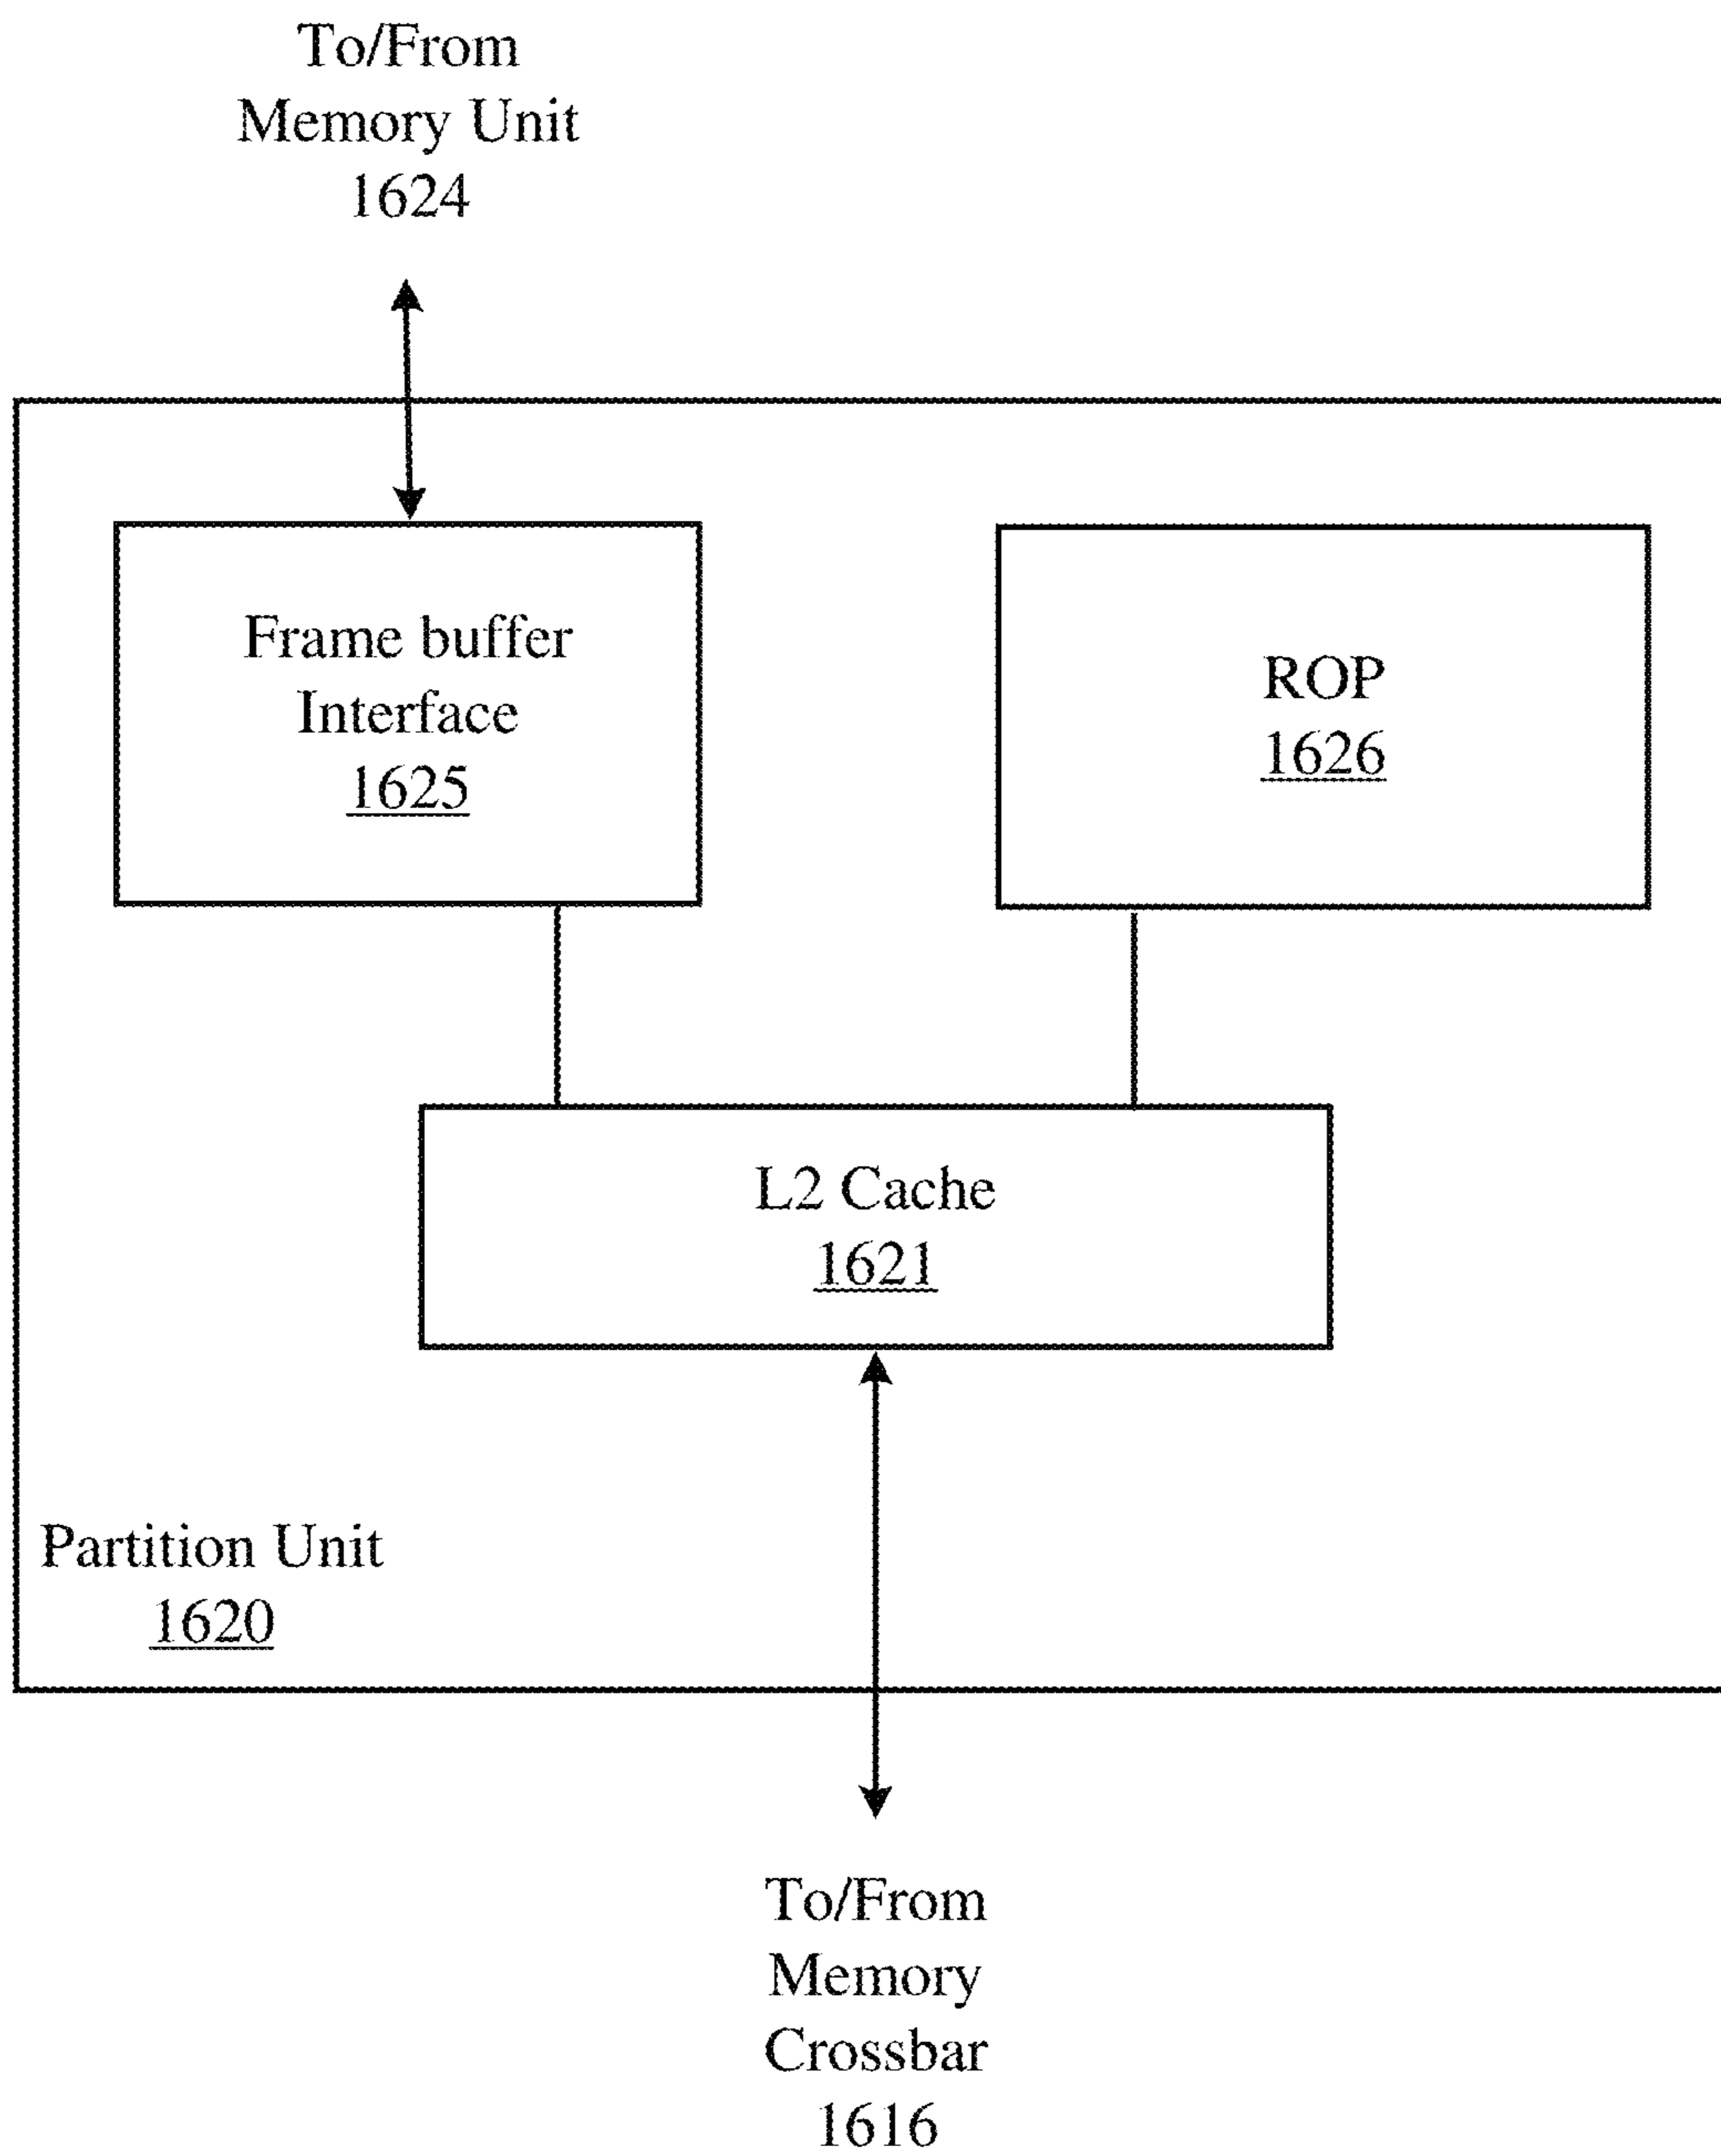 To/From
Memory Unit
1624
Frame buffer
Interface
1625
ROP
1626
L2 Cache
1621
Partition Unit
1620
To/From
Memory
Crossbar
1616